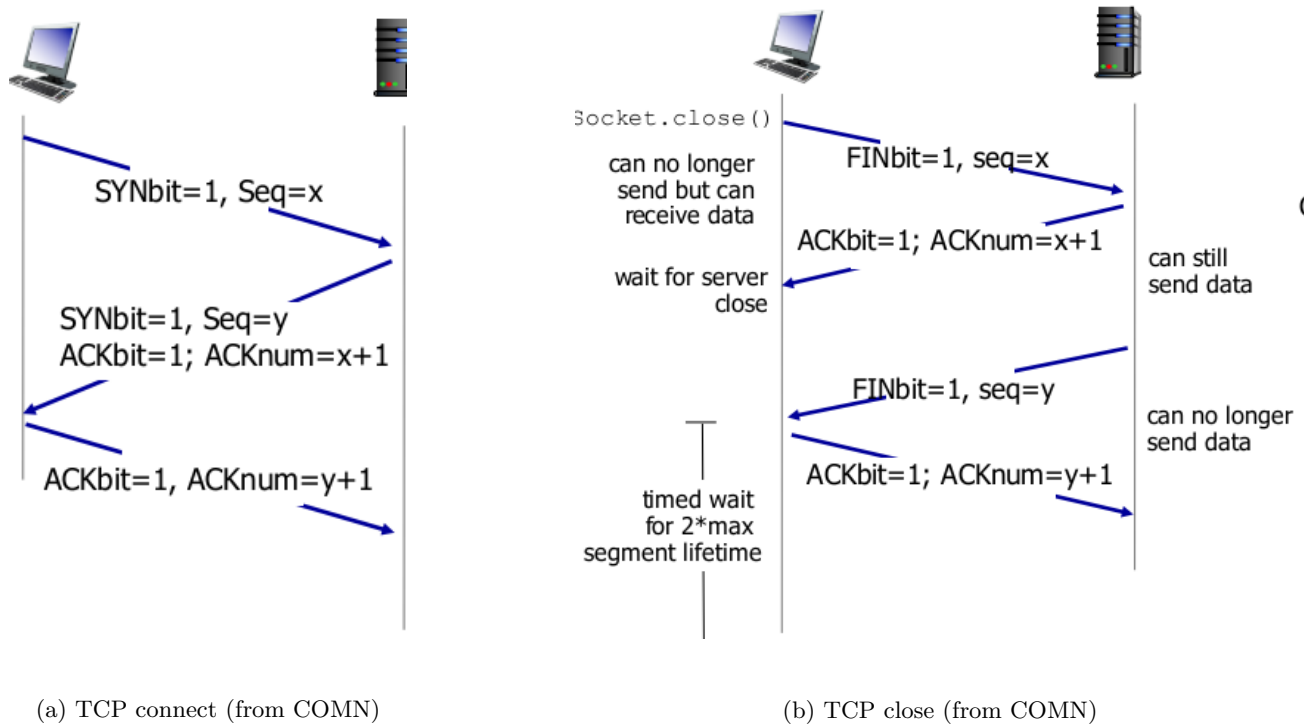 SYNbit=1, Seq=x
SYNbit=1, Seq=y
ACKbit=1; ACKnum=x+1
ACKbit=1, ACKnum=y+1
(a) TCP connect (from COMN)
Socket.close()
FINbit=1, seq=x
can no longer
send but can
receive data
ACKbit=1; ACKnum=x+1
wait for server
close
can still
send data
FINbit=1, seq=y
can no longer
send data
ACKbit=1; ACKnum=y+1
timed wait
for 2*max
segment lifetime
(b) TCP close (from COMN)